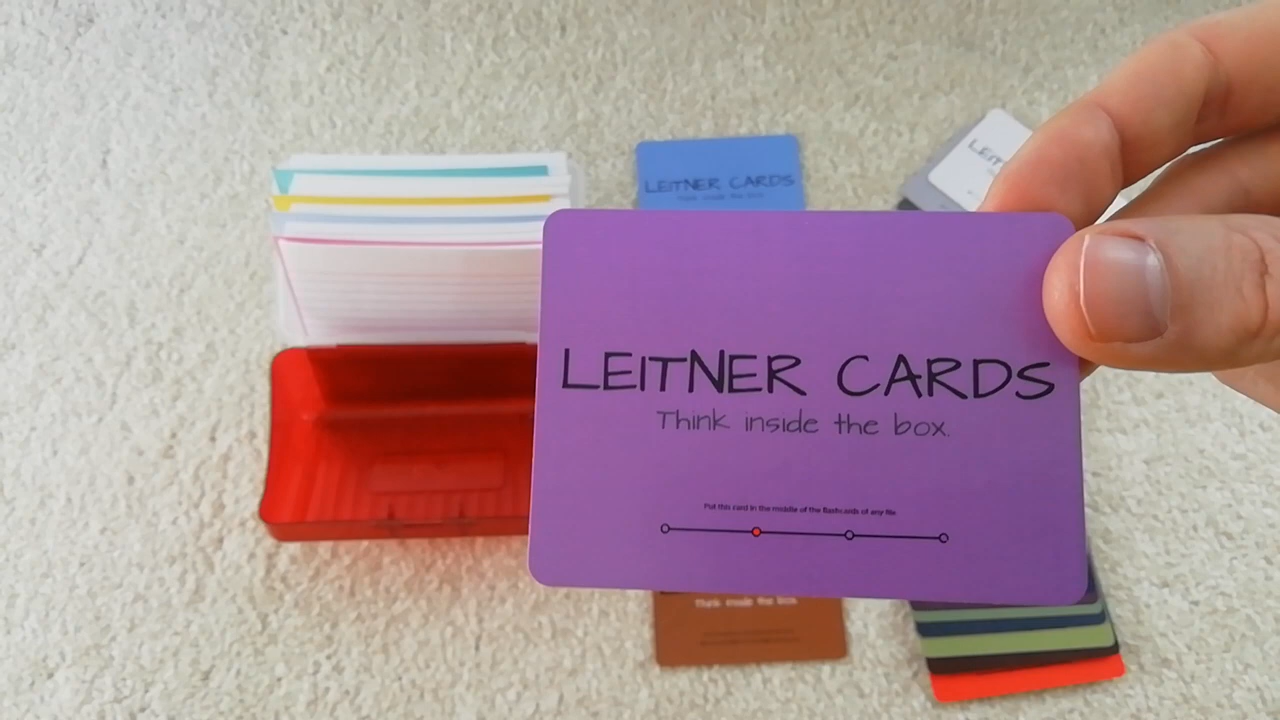 LEITNER CARDS
Think inside the box.
LEIT
LEITNER CARDS
Think inside the box.
Put this card in the middle of the flashcards of any file.
Think inside the box.